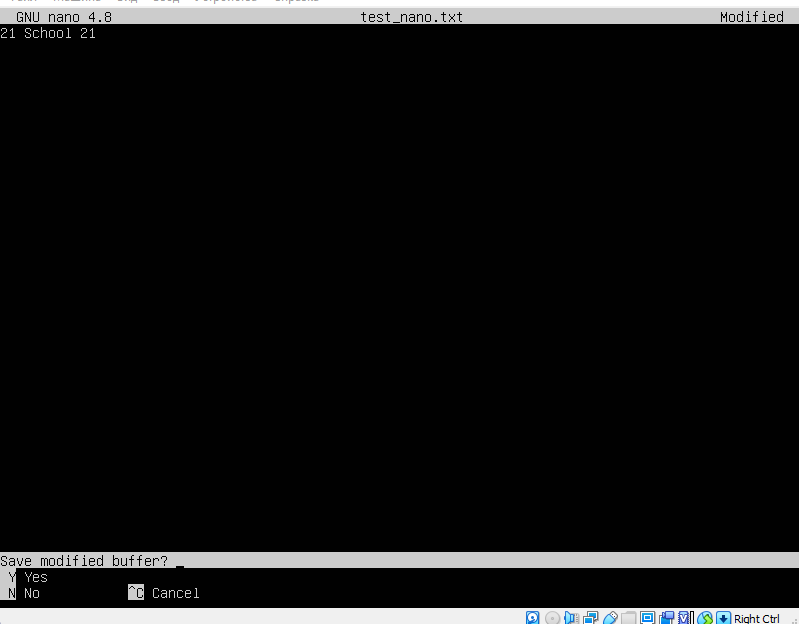 GNU nano 4.8 test_nano.txt Modified
21 School 21
Save modified buffer?
Y Yes
N No ^C Cancel
Right Ctrl